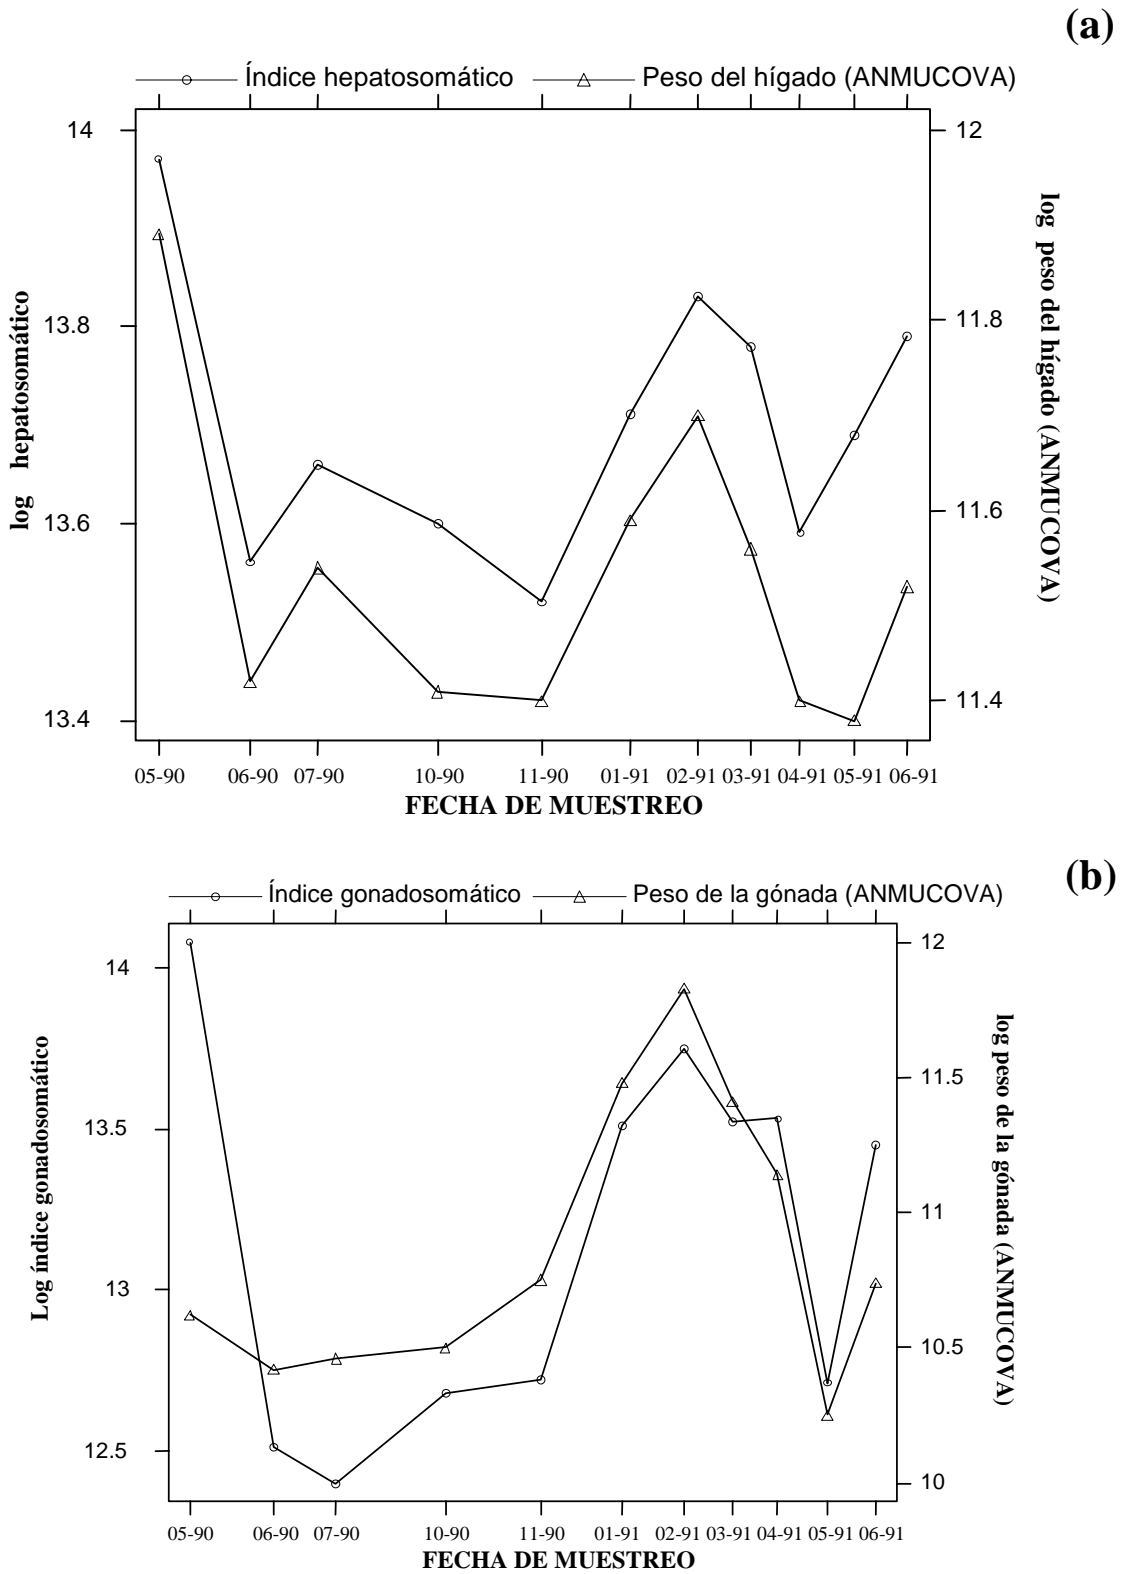 (a)
Índice hepatosomático Peso del hígado (ANMUCOVA)
14 12
13.8 11.8
13.6 11.6
13.4 11.4
log hepatosomático
log peso del hígado (ANMUCOVA)
05-90 06-90 07-90 10-90 11-90 01-91 02-91 03-91 04-91 05-91 06-91
FECHA DE MUESTREO
(b)
Índice gonadosomático Peso de la gónada (ANMUCOVA)
12
14
11.5
13.5
11
13
10.5
12.5
10
Log índice gonadosomático
log peso de la gónada (ANMUCOVA)
05-90 06-90 07-90 10-90 11-90 01-91 02-91 03-91 04-91 05-91 06-91
FECHA DE MUESTREO